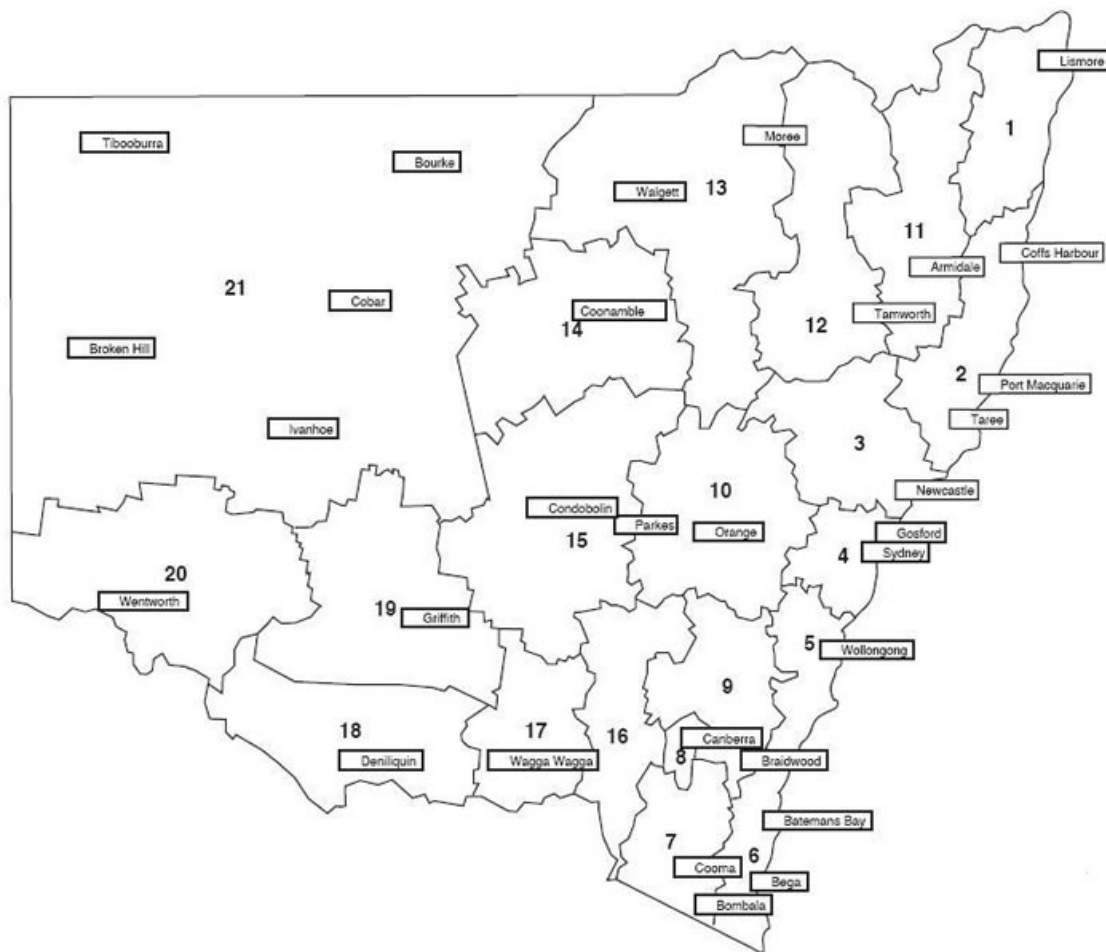 Lismore
Tibooburra
Moree
1
Bourke
Walgett
13
11
Coffs Harbour
Armidale
21
Cobar
Coonamble
Tamworth
14
12
Broken Hill
2
Port Macquarie
Taree
Ivanhoe
3
10
Newcastle
Condobolin
Parkes
Orange
Gosford
15
4
Sydney
20
Wentworth
19
Griffith
5
Wollongong
9
18
17
16
Canberra
8
Deniliquin
Wagga Wagga
Braidwood
Batemans Bay
7
6
Cooma
Bega
Bombala